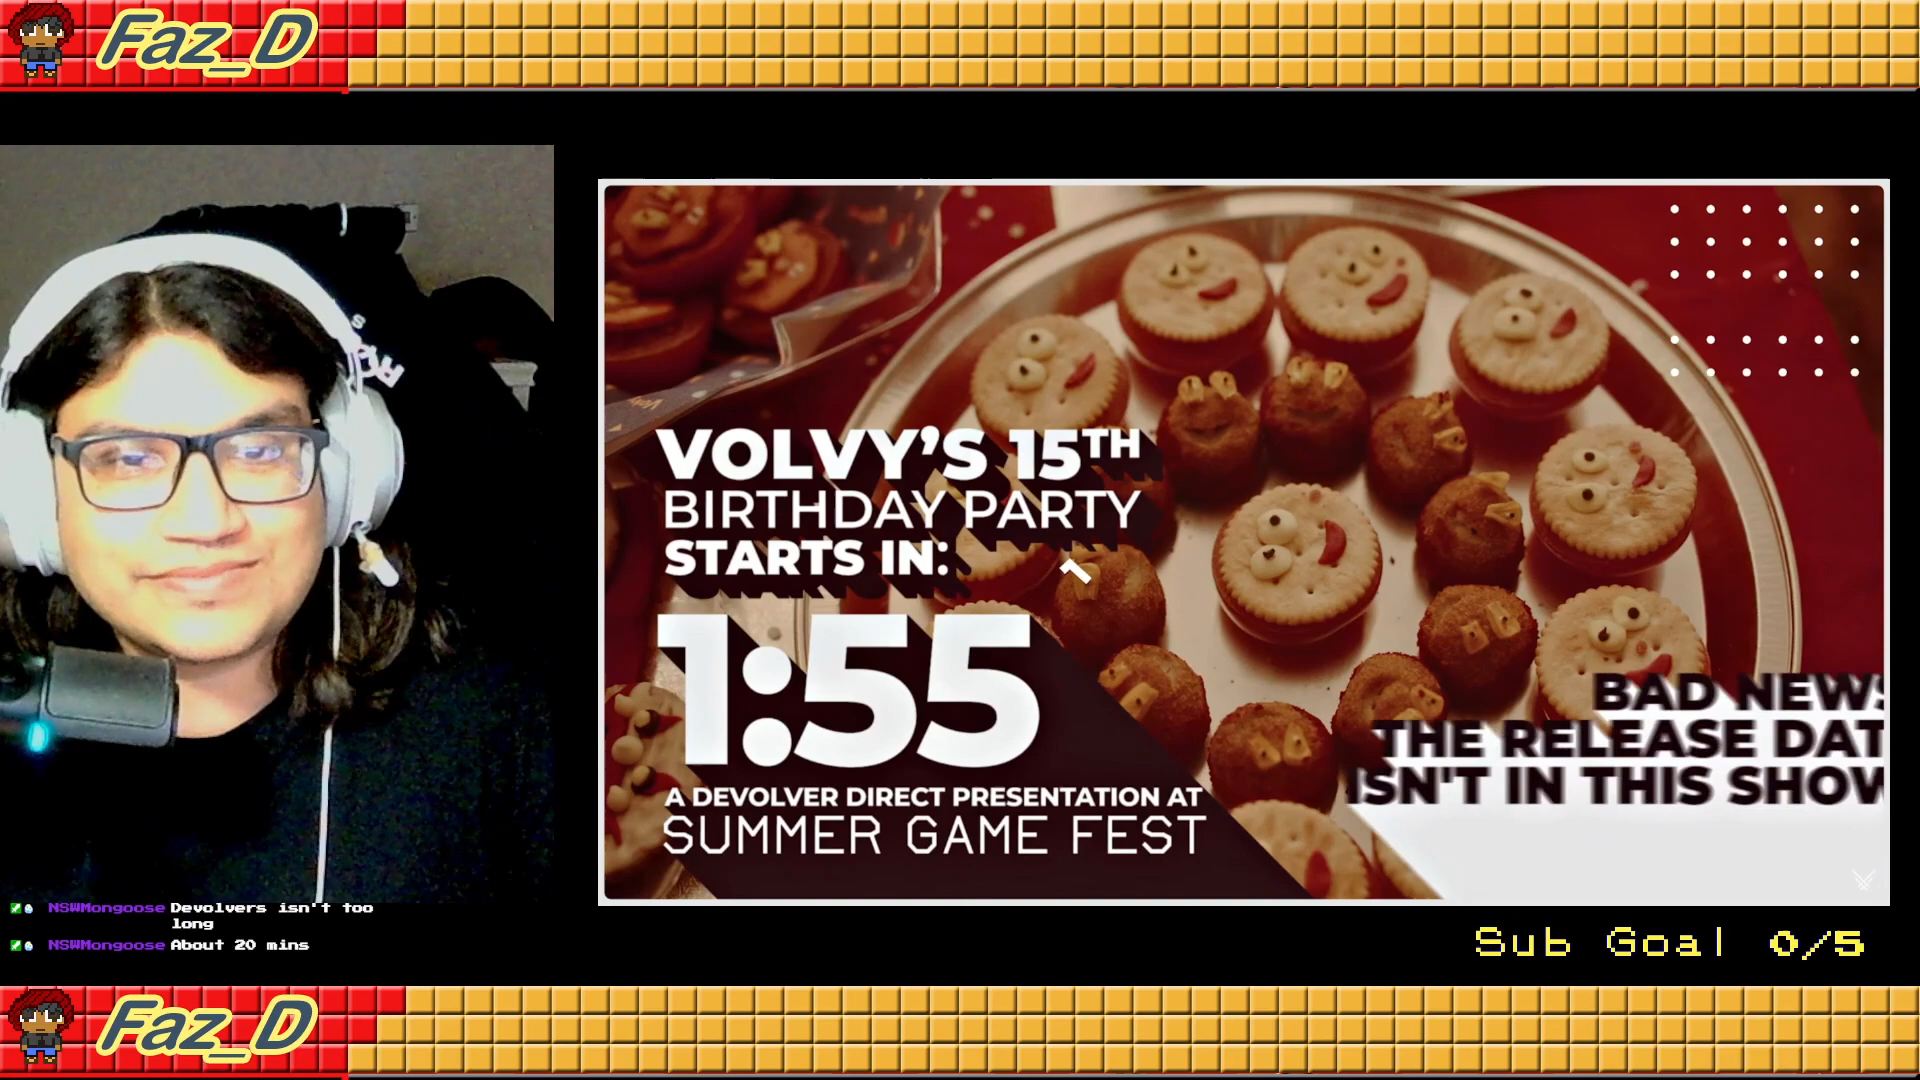 Faz_D
VOLVY'S 15TH
BIRTHDAY PARTY
STARTS IN:
1:55
A DEVOLVER DIRECT PRESENTATION AT
SUMMER GAME FEST
BAD NEWS
THE RELEASE DAT
ISN'T IN THIS SHOW
NSWMongoose Devolvers isn't too
long
NSWMongoose About 20 mins
Sub Goal 0/5
Faz_D